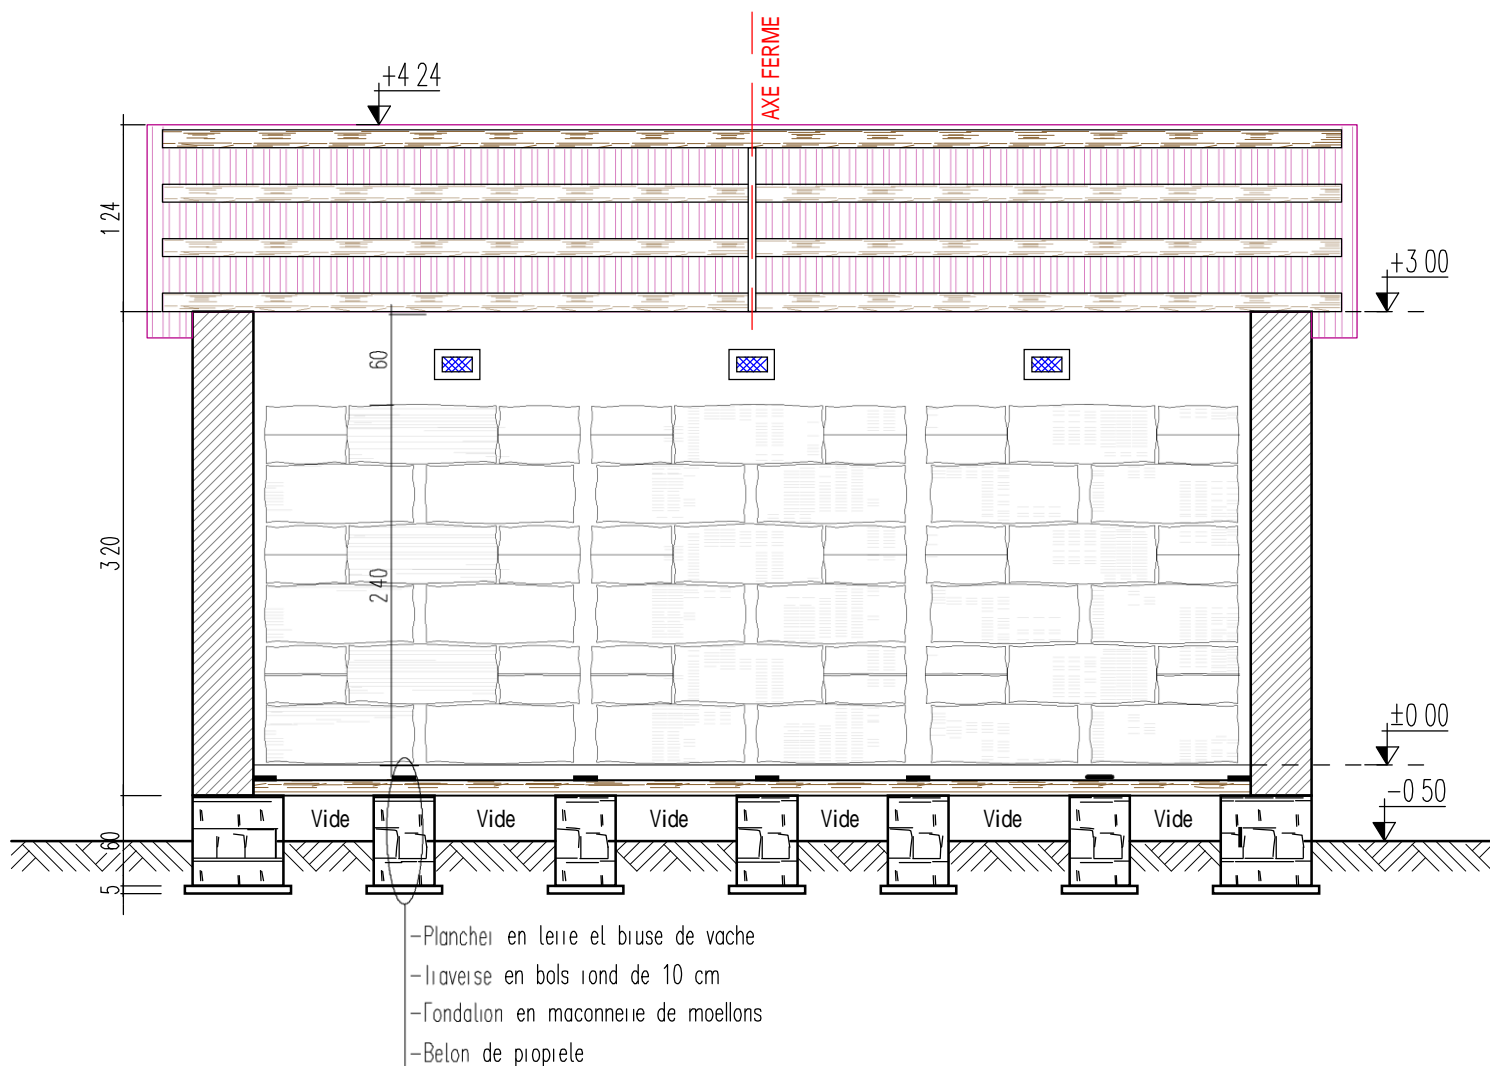 AXE FERME
+4 24
1 24
+3 00
60
3 20
2 40
±0 00
-0 50
Vide Vide Vide Vide Vide Vide
60
5
-Plancher en terre et bruse de vache
-Traverse en bois rond de 10 cm
-Fondation en maconnerie de moellons
-Beton de proprete